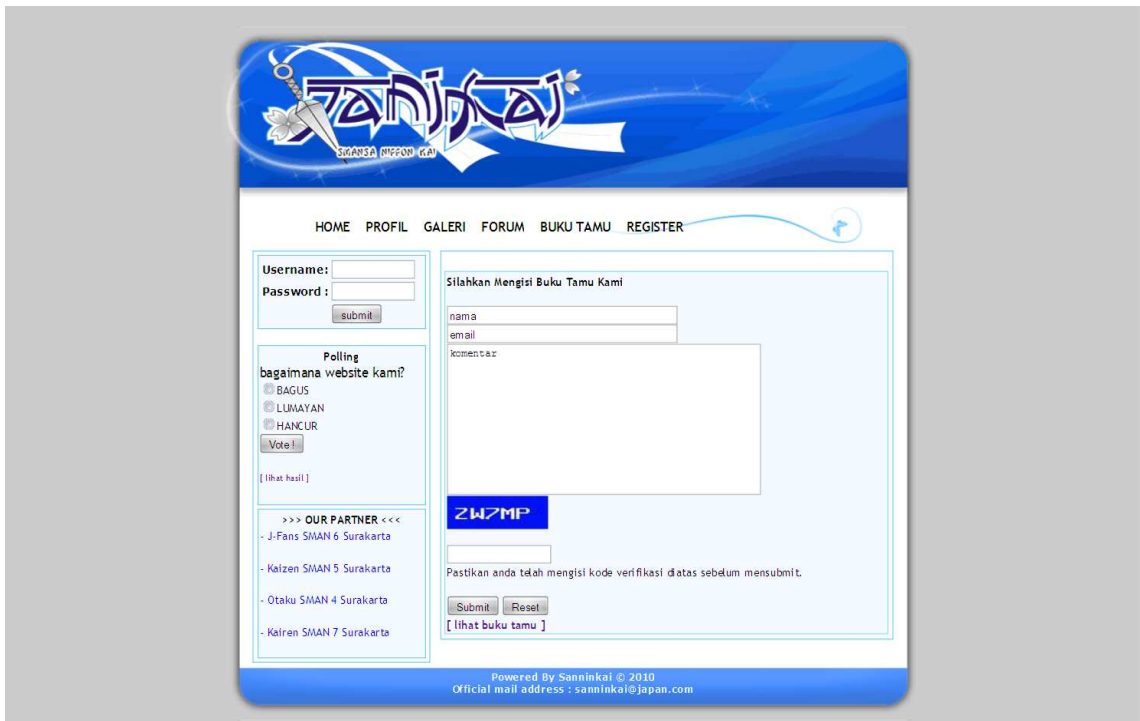 Saninkai
SIGANSA NIPPON KAI
HOME PROFIL GALERI FORUM BUKU TAMU REGISTER
Username:
Password :
submit
Polling
bagaimana website kami?
BAGUS
LUMAYAN
HANCUR
Vote !
[ lihat hasil ]
>>> OUR PARTNER <<<
- J-Fans SMAN 6 Surakarta
- Kaizen SMAN 5 Surakarta
- Otaku SMAN 4 Surakarta
- Kairen SMAN 7 Surakarta
Silahkan Mengisi Buku Tamu Kami
nama
email
komentar
ZW7MP
Pastikan anda telah mengisi kode verifikasi diatas sebelum mensubmit.
Submit Reset
[ lihat buku tamu ]
Powered By Sanninkai © 2010
Official mail address : sanninkai@japan.com